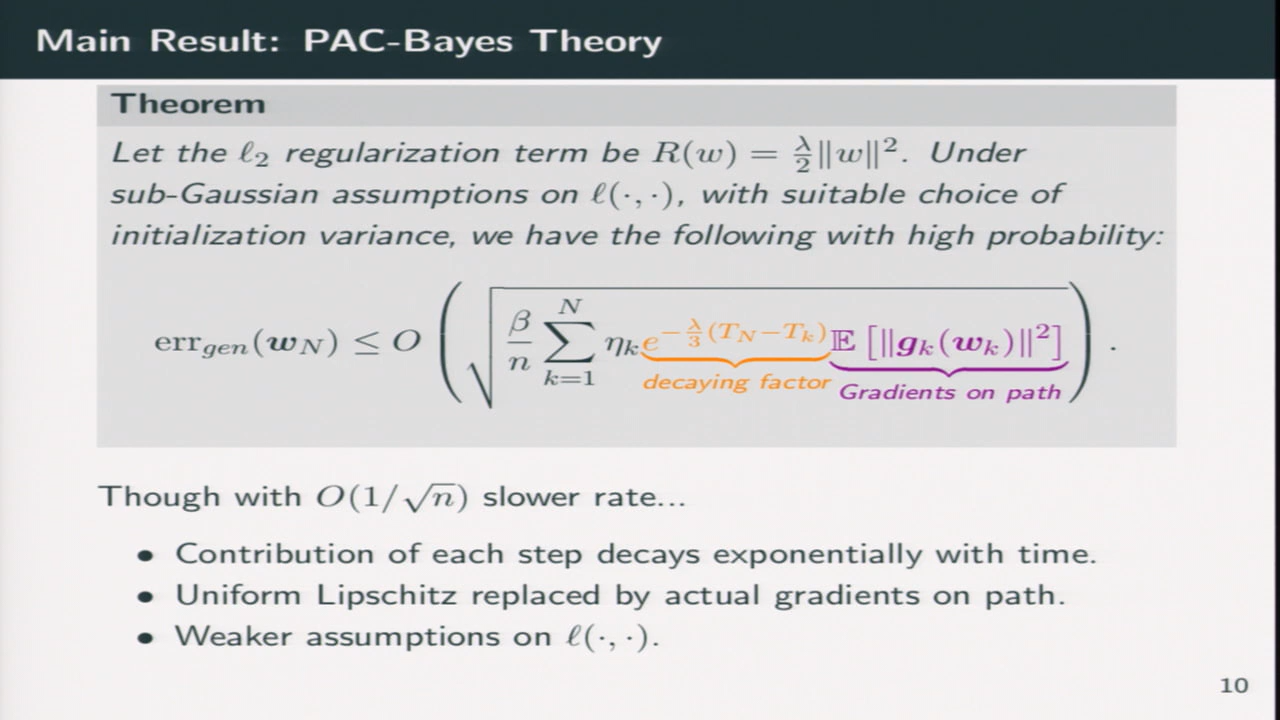 Main Result: PAC-Bayes Theory
Theorem
Let the ℓ₂ regularization term be R(w) = λ/2 ‖w‖². Under
sub-Gaussian assumptions on ℓ(·, ·), with suitable choice of
initialization variance, we have the following with high probability:
err_gen(w_N) ≤ O ( √( β/n ∑_{k=1}^{N} η_k e^{−λ/3 (T_N−T_k)} 𝔼 [‖g_k(w_k)‖²] ) ) .
decaying factor
Gradients on path
Though with O(1/√n) slower rate...
• Contribution of each step decays exponentially with time.
• Uniform Lipschitz replaced by actual gradients on path.
• Weaker assumptions on ℓ(·, ·).
10